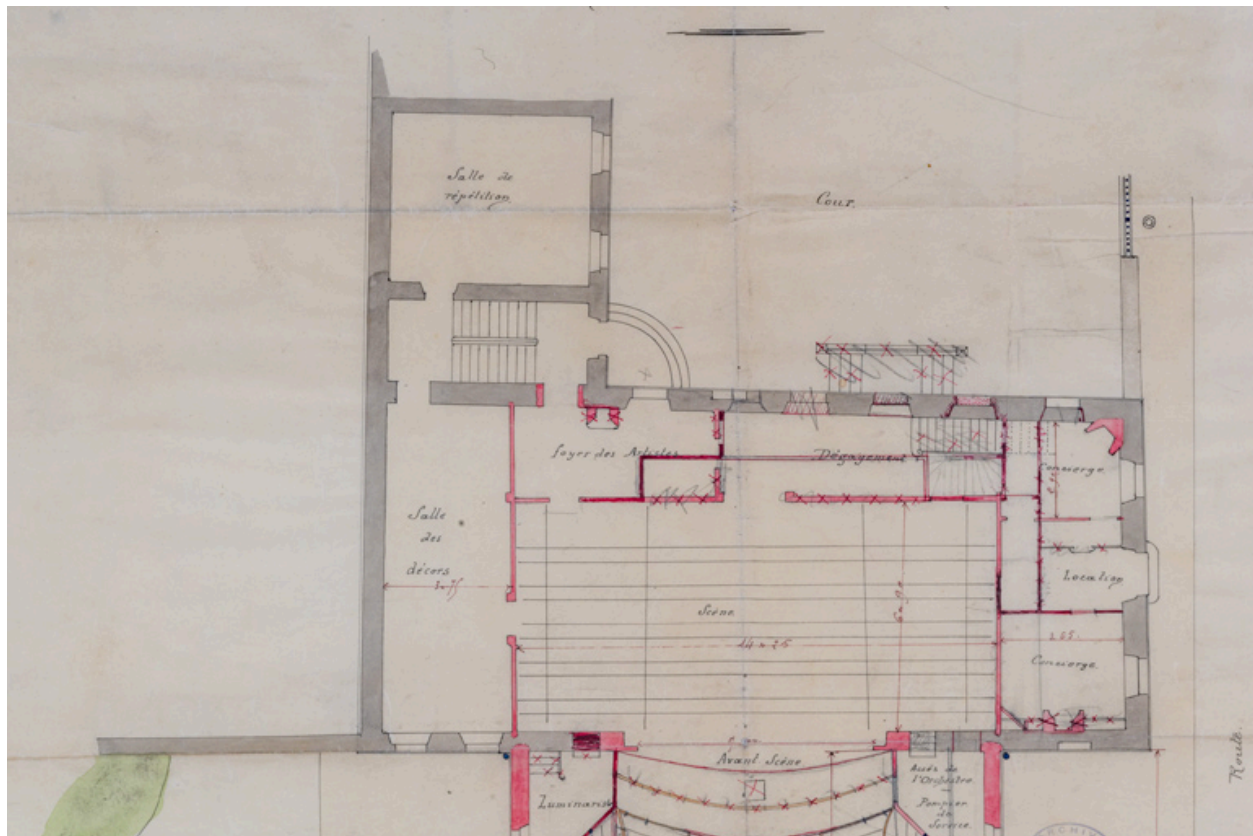 Salle de
répétition
Cour.
foyer des Artistes
Dégagement
Concierge
Salle
des
décors
Location
Scène
14 25
2.65.
Concierge
Avant Scène
Luminariste
Accès de
l'Orchestre
Pompier
de
Service.
Route.